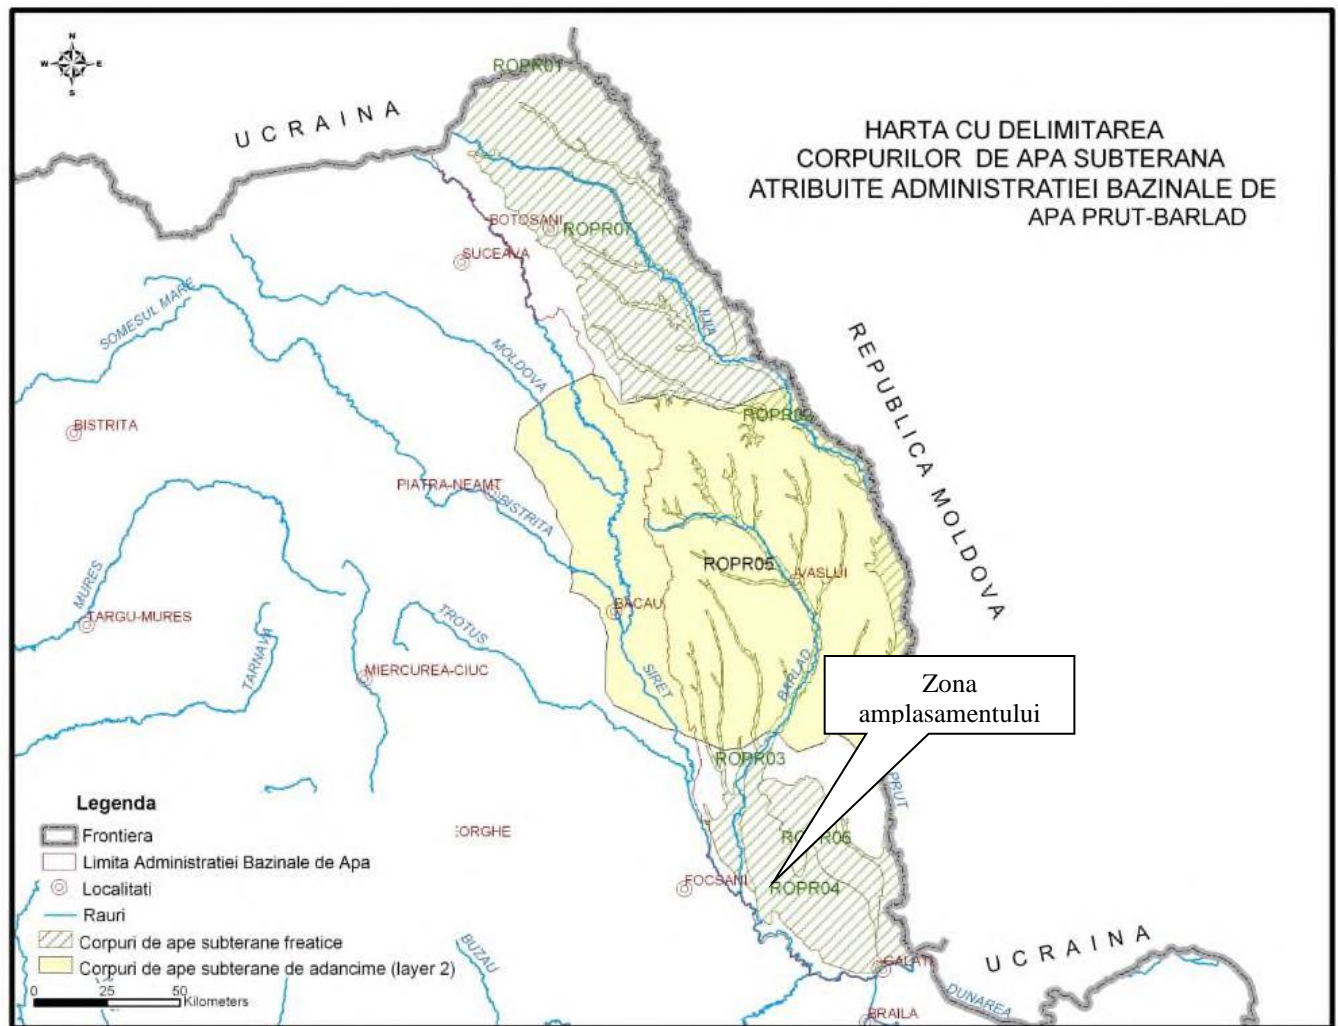 N
W E
S
HARTA CU DELIMITAREA
CORPURILOR DE APA SUBTERANA
ATRIBUITE ADMINISTRATIEI BAZINALE DE
APA PRUT-BARLAD
UCRAINA
ROPR01
BOTOSANI
ROPR07
SUCEAVA
SOMESUL MARE
JIJIA
MOLDOVA
REPUBLICA MOLDOVA
BISTRITA
PIATRA-NEAMT
BISTRITA
ROPR05
VASLUI
MURES
BACAU
TARGU-MURES
TROTUS
TARNAVA
MIERCUREA-CIUC
SIRET
BARLAD
Zona
amplasamentului
ROPR03
PRUT
ORGHE
ROPR06
FOCSANI
ROPR04
UCRAINA
GALATI
DUNAREA
BRAILA
BUZAU
Legenda
Frontiera
Limita Administratiei Bazinale de Apa
Localitati
Rauri
Corpuri de ape subterane freatice
Corpuri de ape subterane de adancime (layer 2)
0 25 50
Kilometers